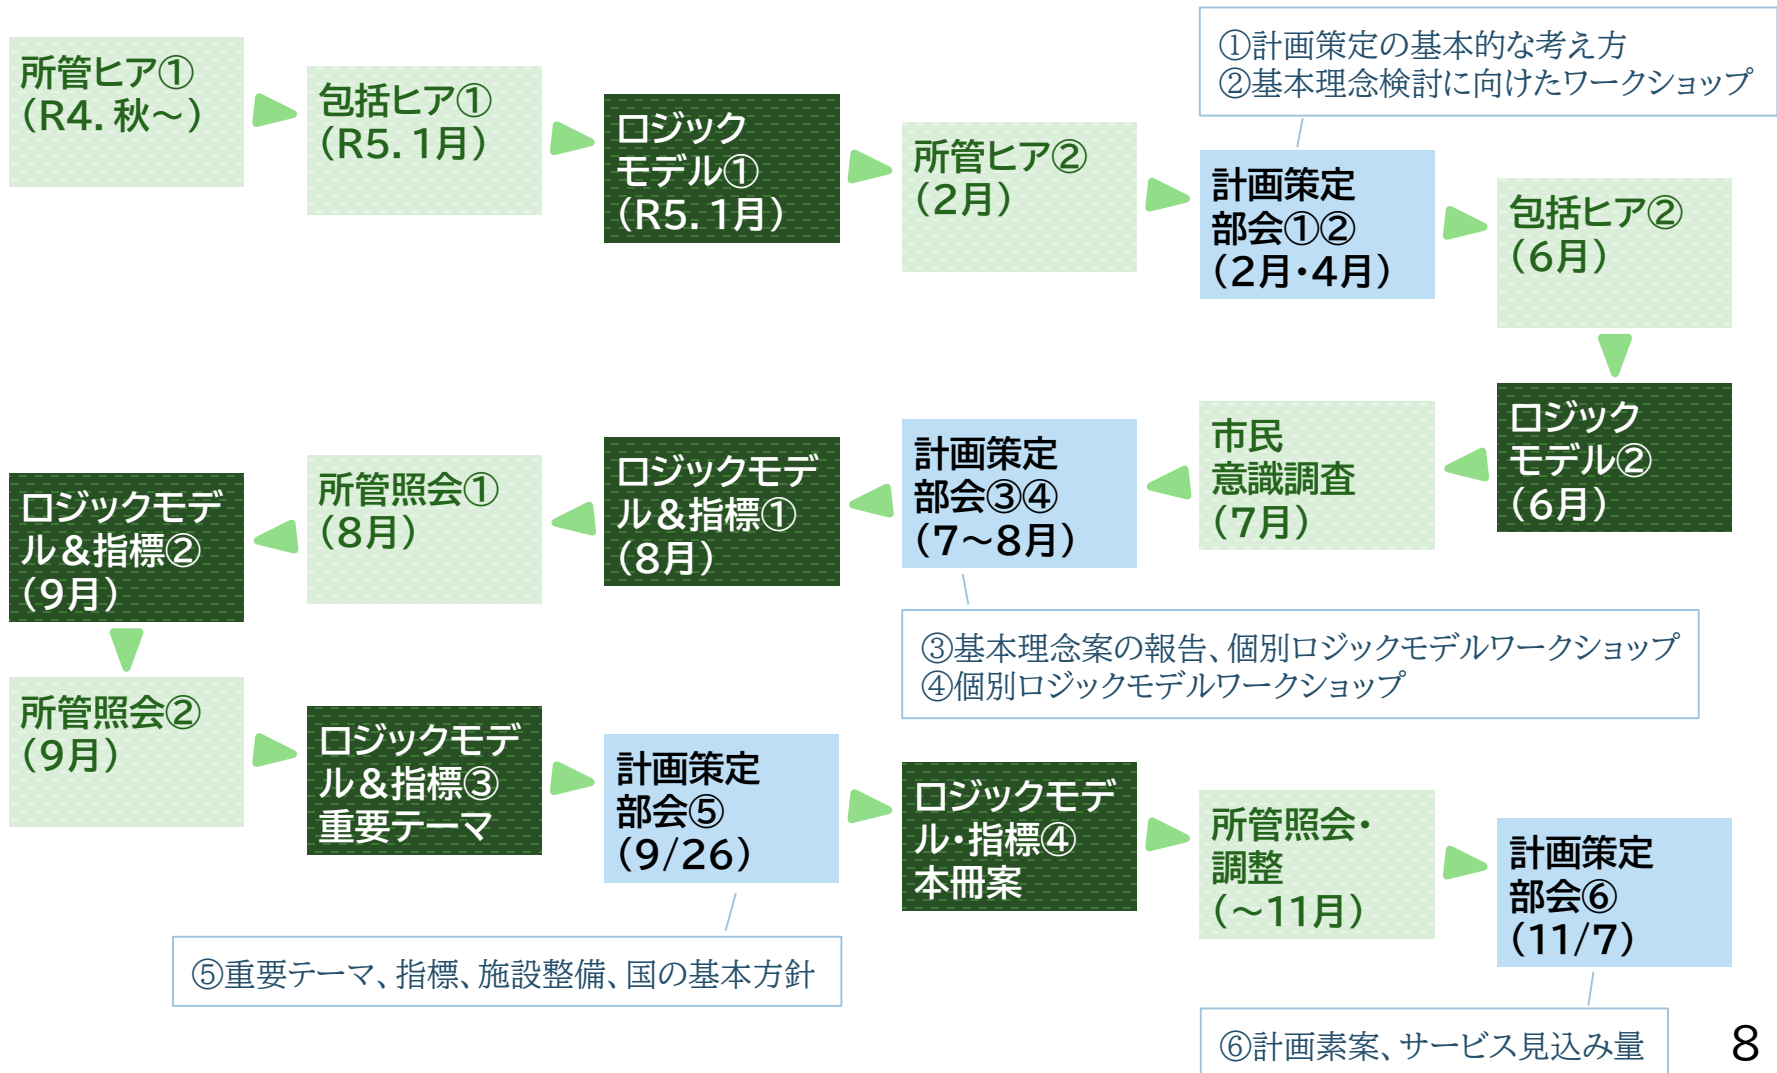 ①計画策定の基本的な考え方
②基本理念検討に向けたワークショップ
所管ヒア①
(R4.秋～)
包括ヒア①
(R5.1月)
ロジック
モデル①
(R5.1月)
所管ヒア②
(2月)
計画策定
部会①②
(2月・4月)
包括ヒア②
(6月)
ロジック
モデル②
(6月)
市民
意識調査
(7月)
計画策定
部会③④
(7～8月)
③基本理念案の報告、個別ロジックモデルワークショップ
④個別ロジックモデルワークショップ
ロジックモデ
ル＆指標①
(8月)
所管照会①
(8月)
ロジックモデ
ル＆指標②
(9月)
所管照会②
(9月)
ロジックモデ
ル＆指標③
重要テーマ
計画策定
部会⑤
(9/26)
⑤重要テーマ、指標、施設整備、国の基本方針
ロジックモデ
ル・指標④
本冊案
所管照会・
調整
(～11月)
計画策定
部会⑥
(11/7)
⑥計画素案、サービス見込み量
8